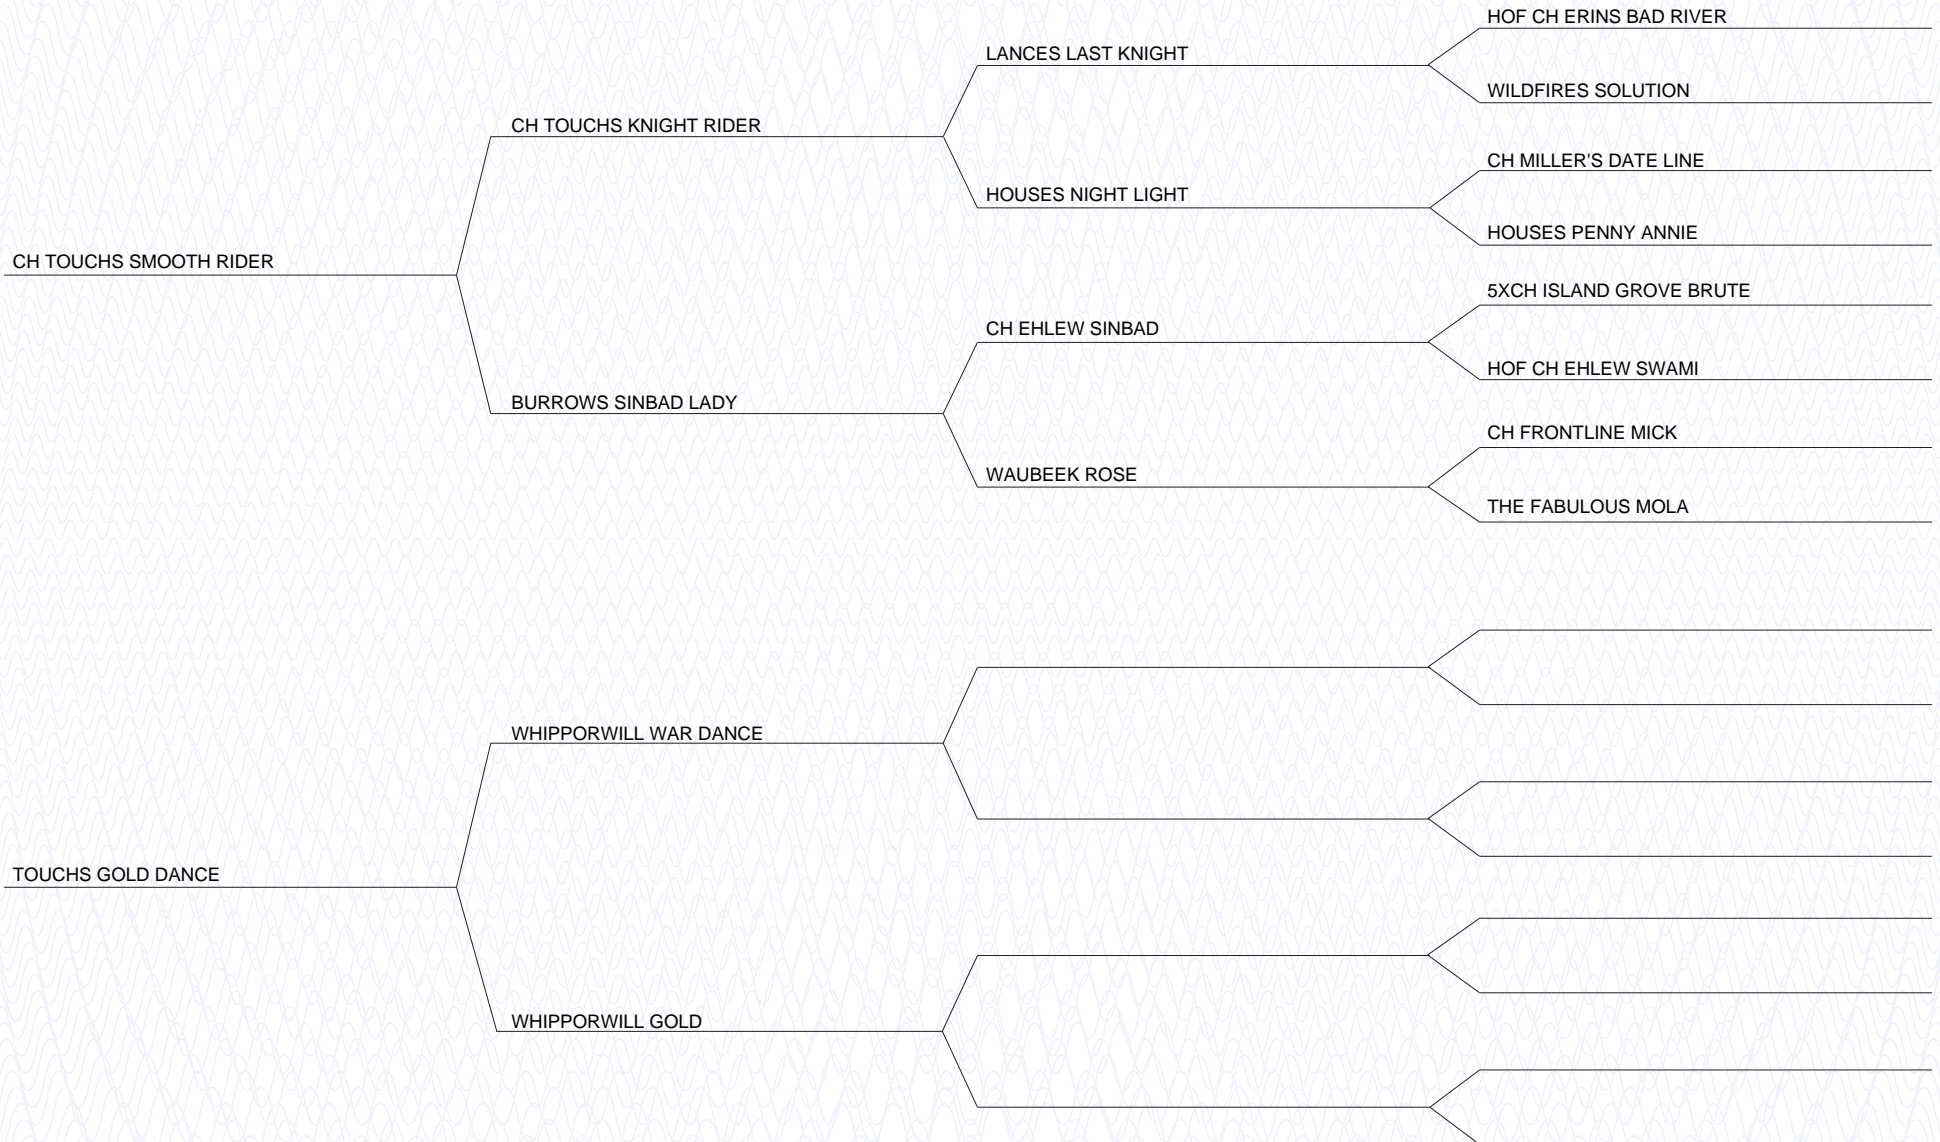 HOF CH ERINS BAD RIVER
LANCES LAST KNIGHT
WILDFIRES SOLUTION
CH TOUCHS KNIGHT RIDER
CH MILLER'S DATE LINE
HOUSES NIGHT LIGHT
HOUSES PENNY ANNIE
CH TOUCHS SMOOTH RIDER
5XCH ISLAND GROVE BRUTE
CH EHLEW SINBAD
HOF CH EHLEW SWAMI
BURROWS SINBAD LADY
CH FRONTLINE MICK
WAUBEEK ROSE
THE FABULOUS MOLA
WHIPPORWILL WAR DANCE
TOUCHS GOLD DANCE
WHIPPORWILL GOLD